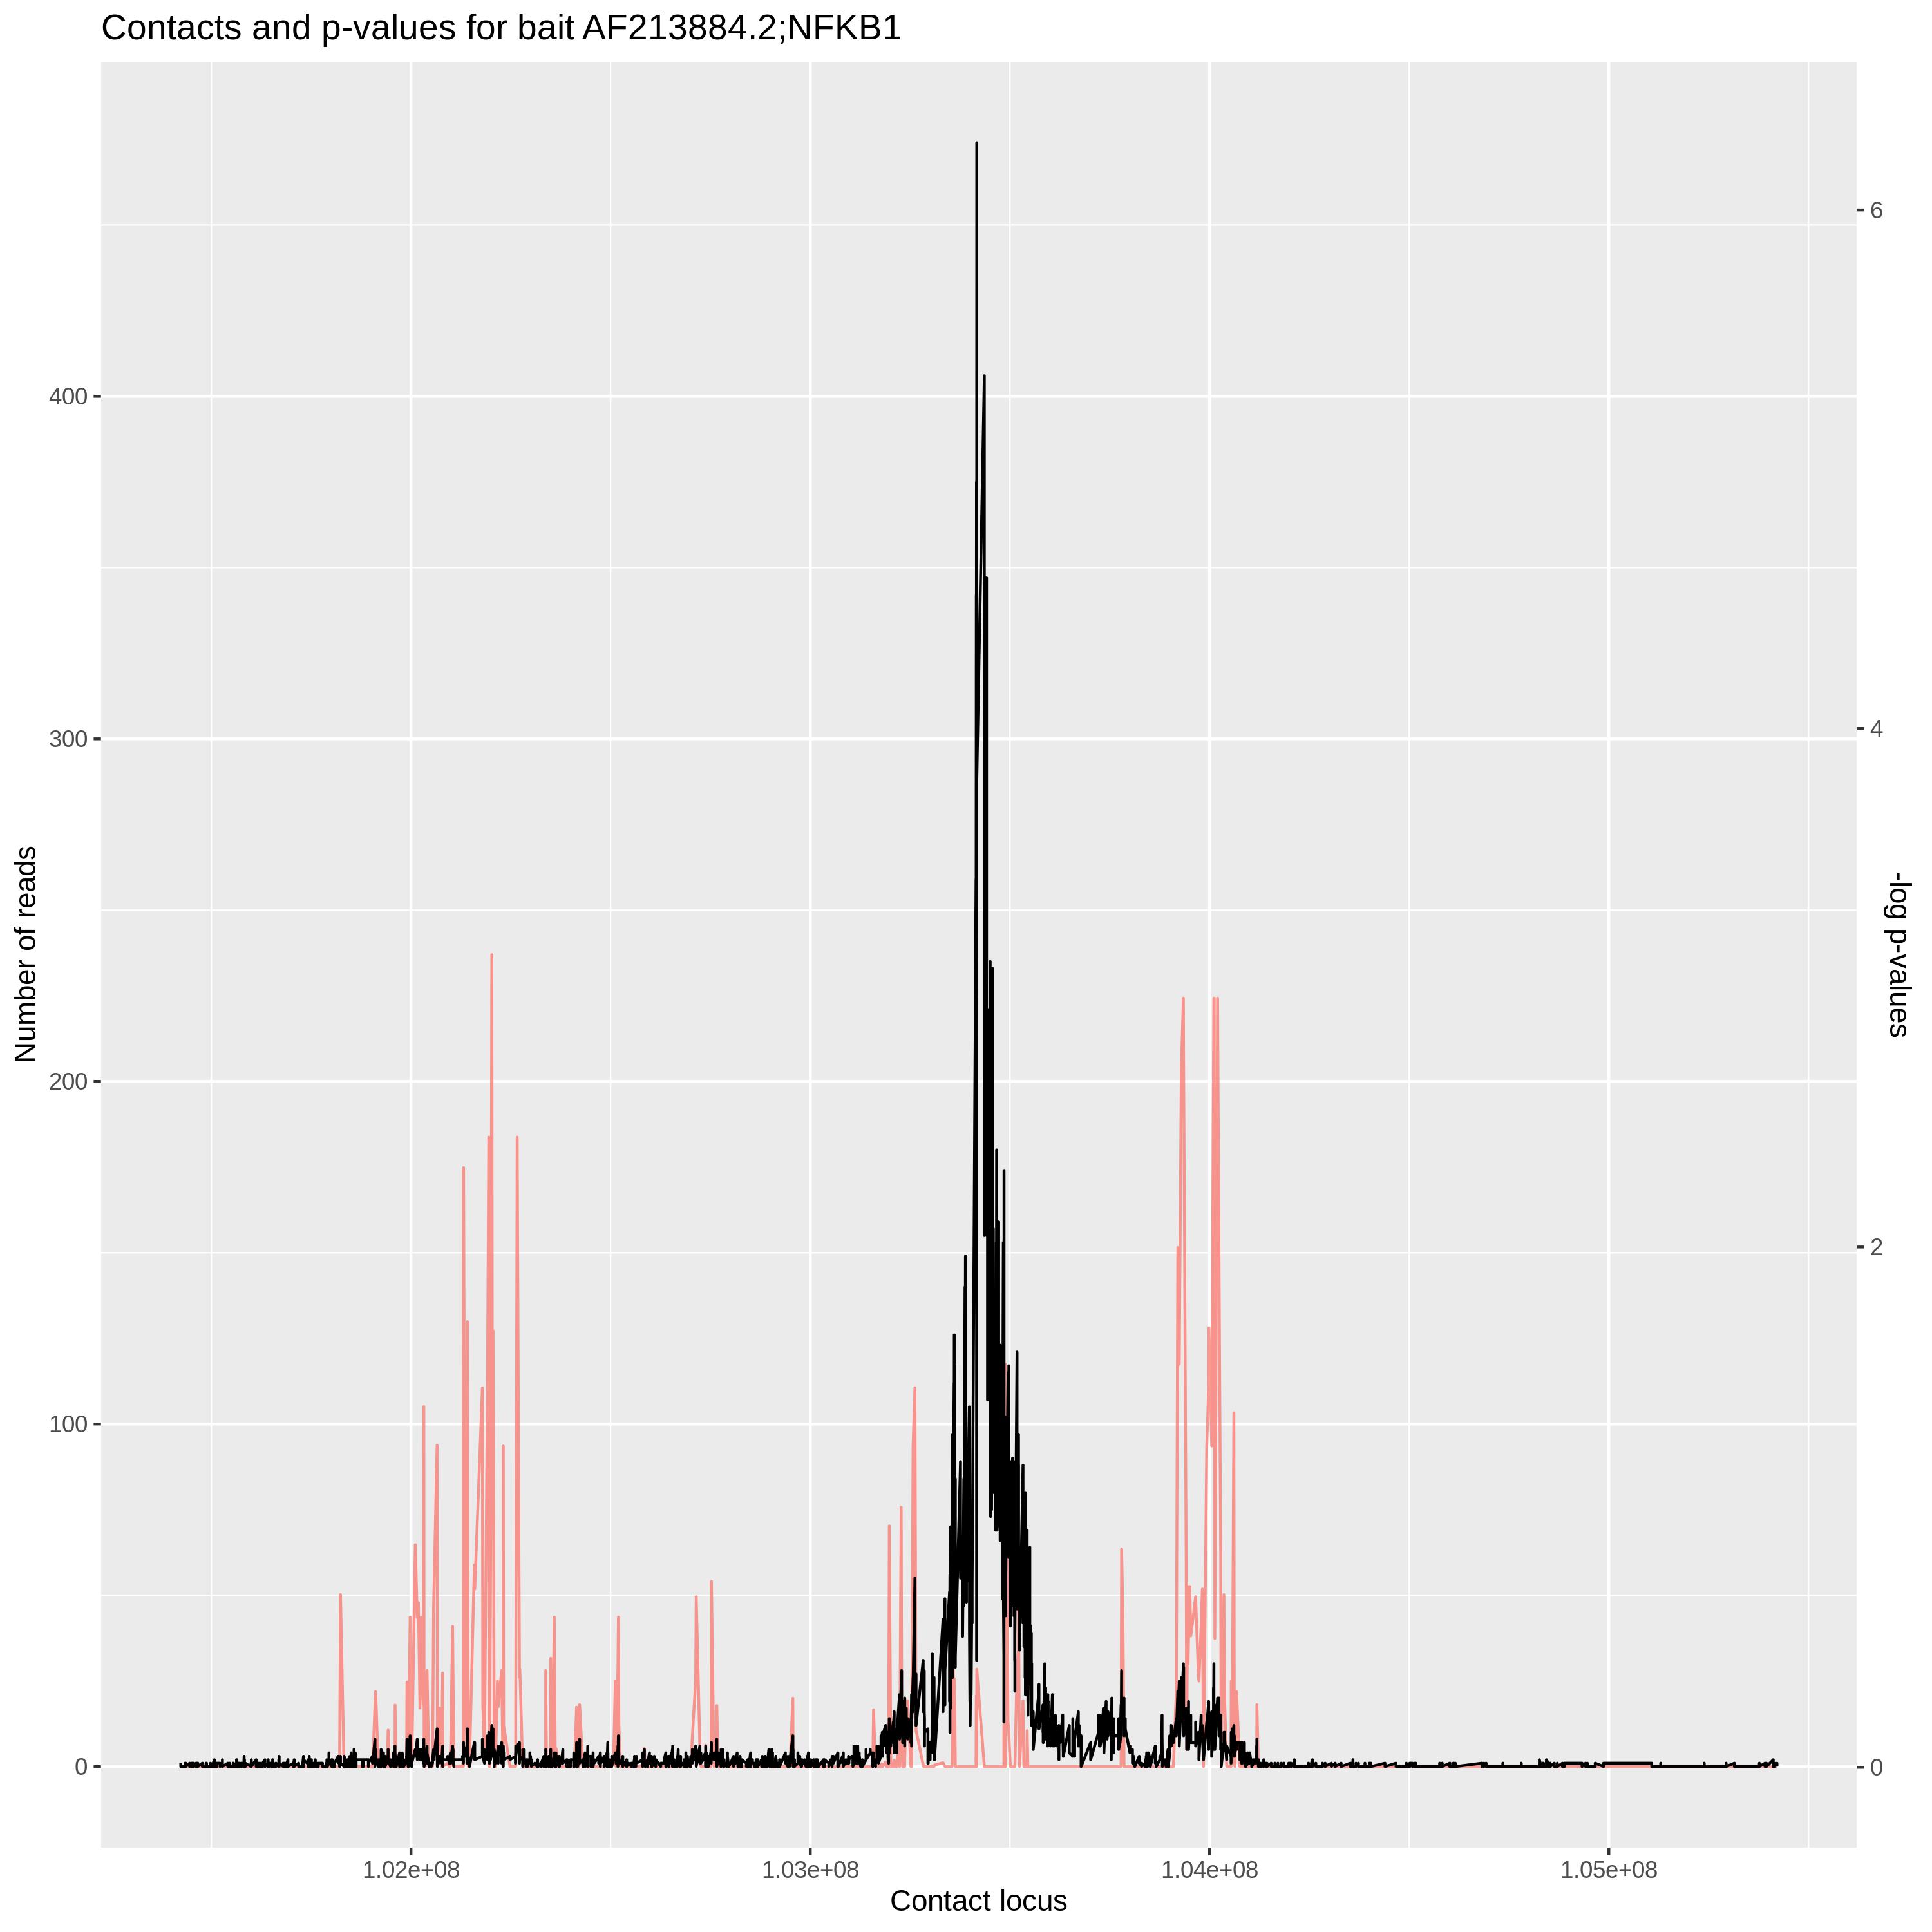 Contacts and p-values for bait AF213884.2;NFKB1
Number of reads
400
300
200
100
0
6
4
2
0
-log p-values
1.02e+08
1.03e+08
1.04e+08
1.05e+08
Contact locus